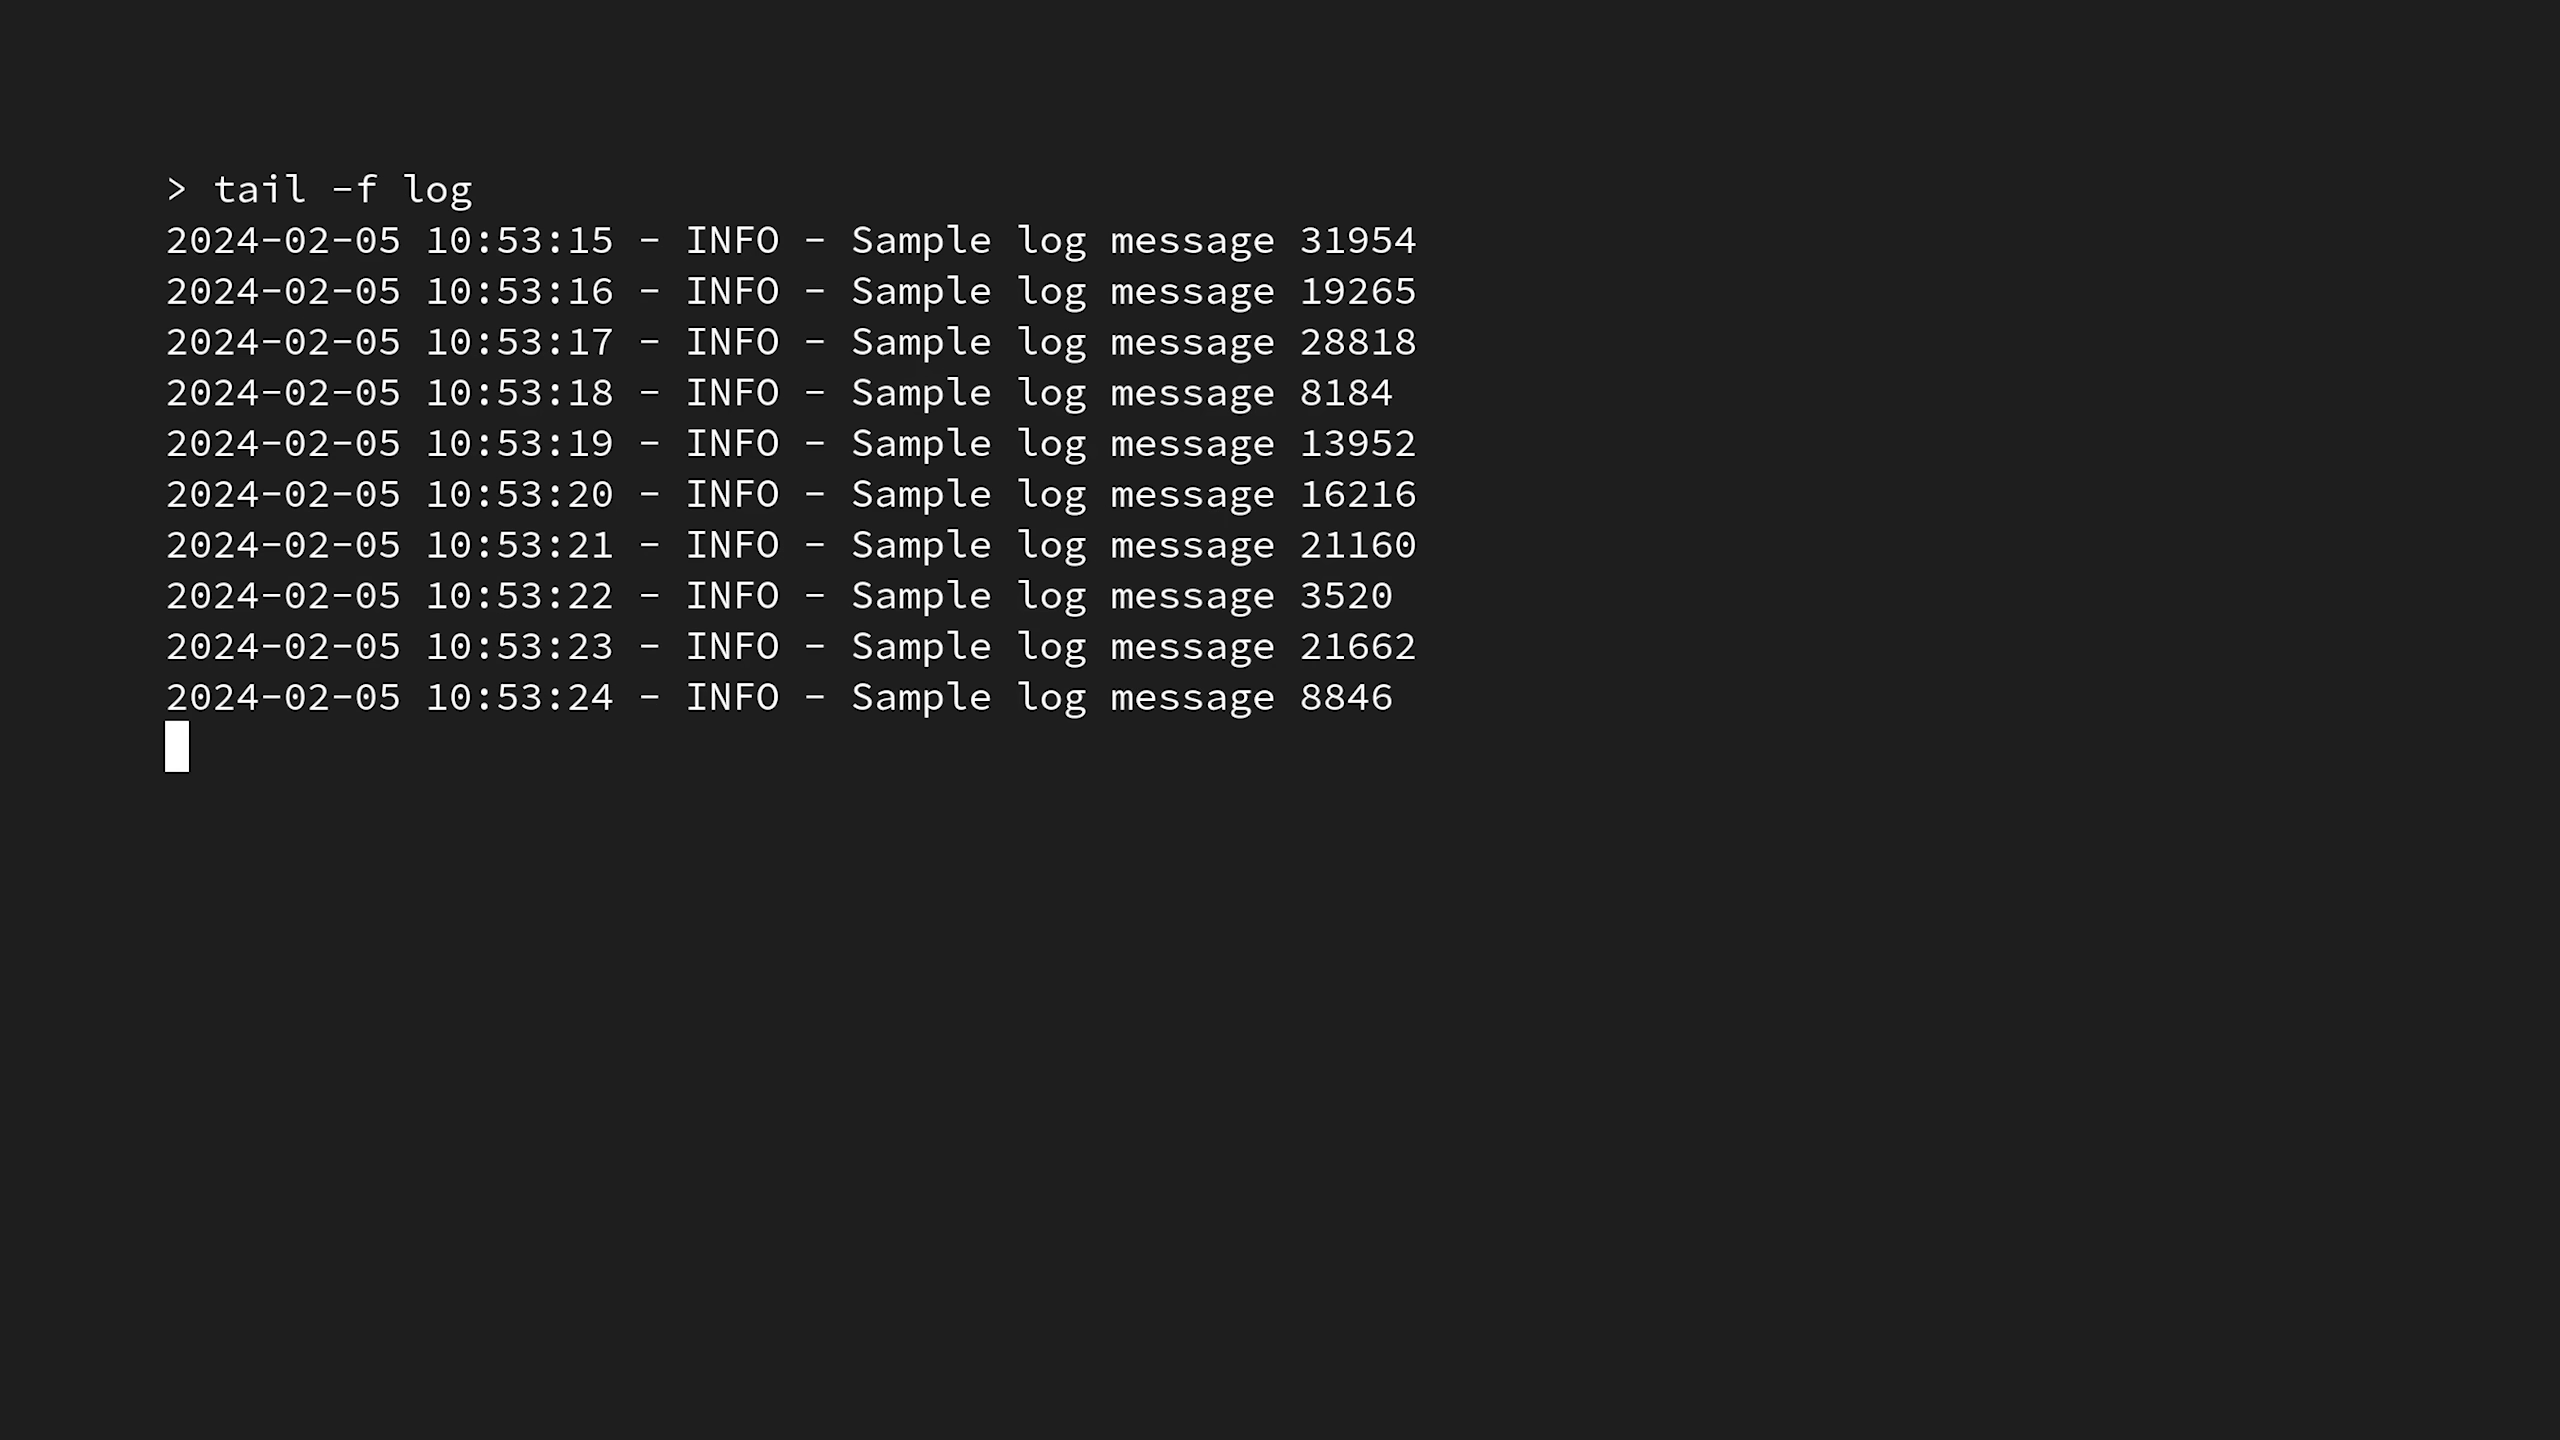 > tail -f log
2024-02-05 10:53:15 - INFO - Sample log message 31954
2024-02-05 10:53:16 - INFO - Sample log message 19265
2024-02-05 10:53:17 - INFO - Sample log message 28818
2024-02-05 10:53:18 - INFO - Sample log message 8184
2024-02-05 10:53:19 - INFO - Sample log message 13952
2024-02-05 10:53:20 - INFO - Sample log message 16216
2024-02-05 10:53:21 - INFO - Sample log message 21160
2024-02-05 10:53:22 - INFO - Sample log message 3520
2024-02-05 10:53:23 - INFO - Sample log message 21662
2024-02-05 10:53:24 - INFO - Sample log message 8846